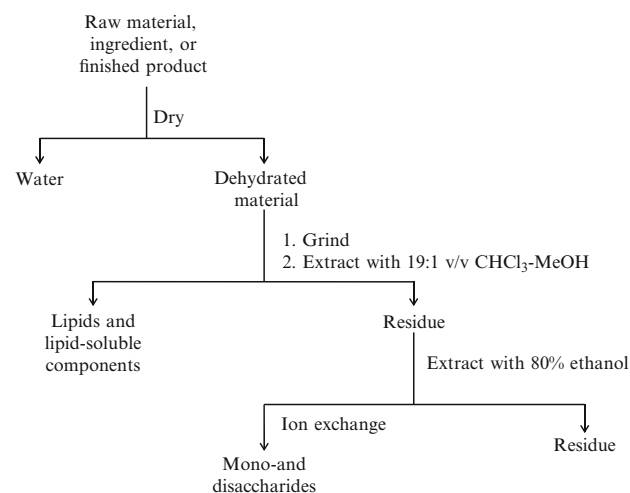 Raw material,
ingredient, or
finished product
Dry
Water
Dehydrated
material
1. Grind
2. Extract with 19:1 v/v CHCl₃-MeOH
Lipids and
lipid-soluble
components
Residue
Extract with 80% ethanol
Ion exchange
Residue
Mono-and
disaccharides